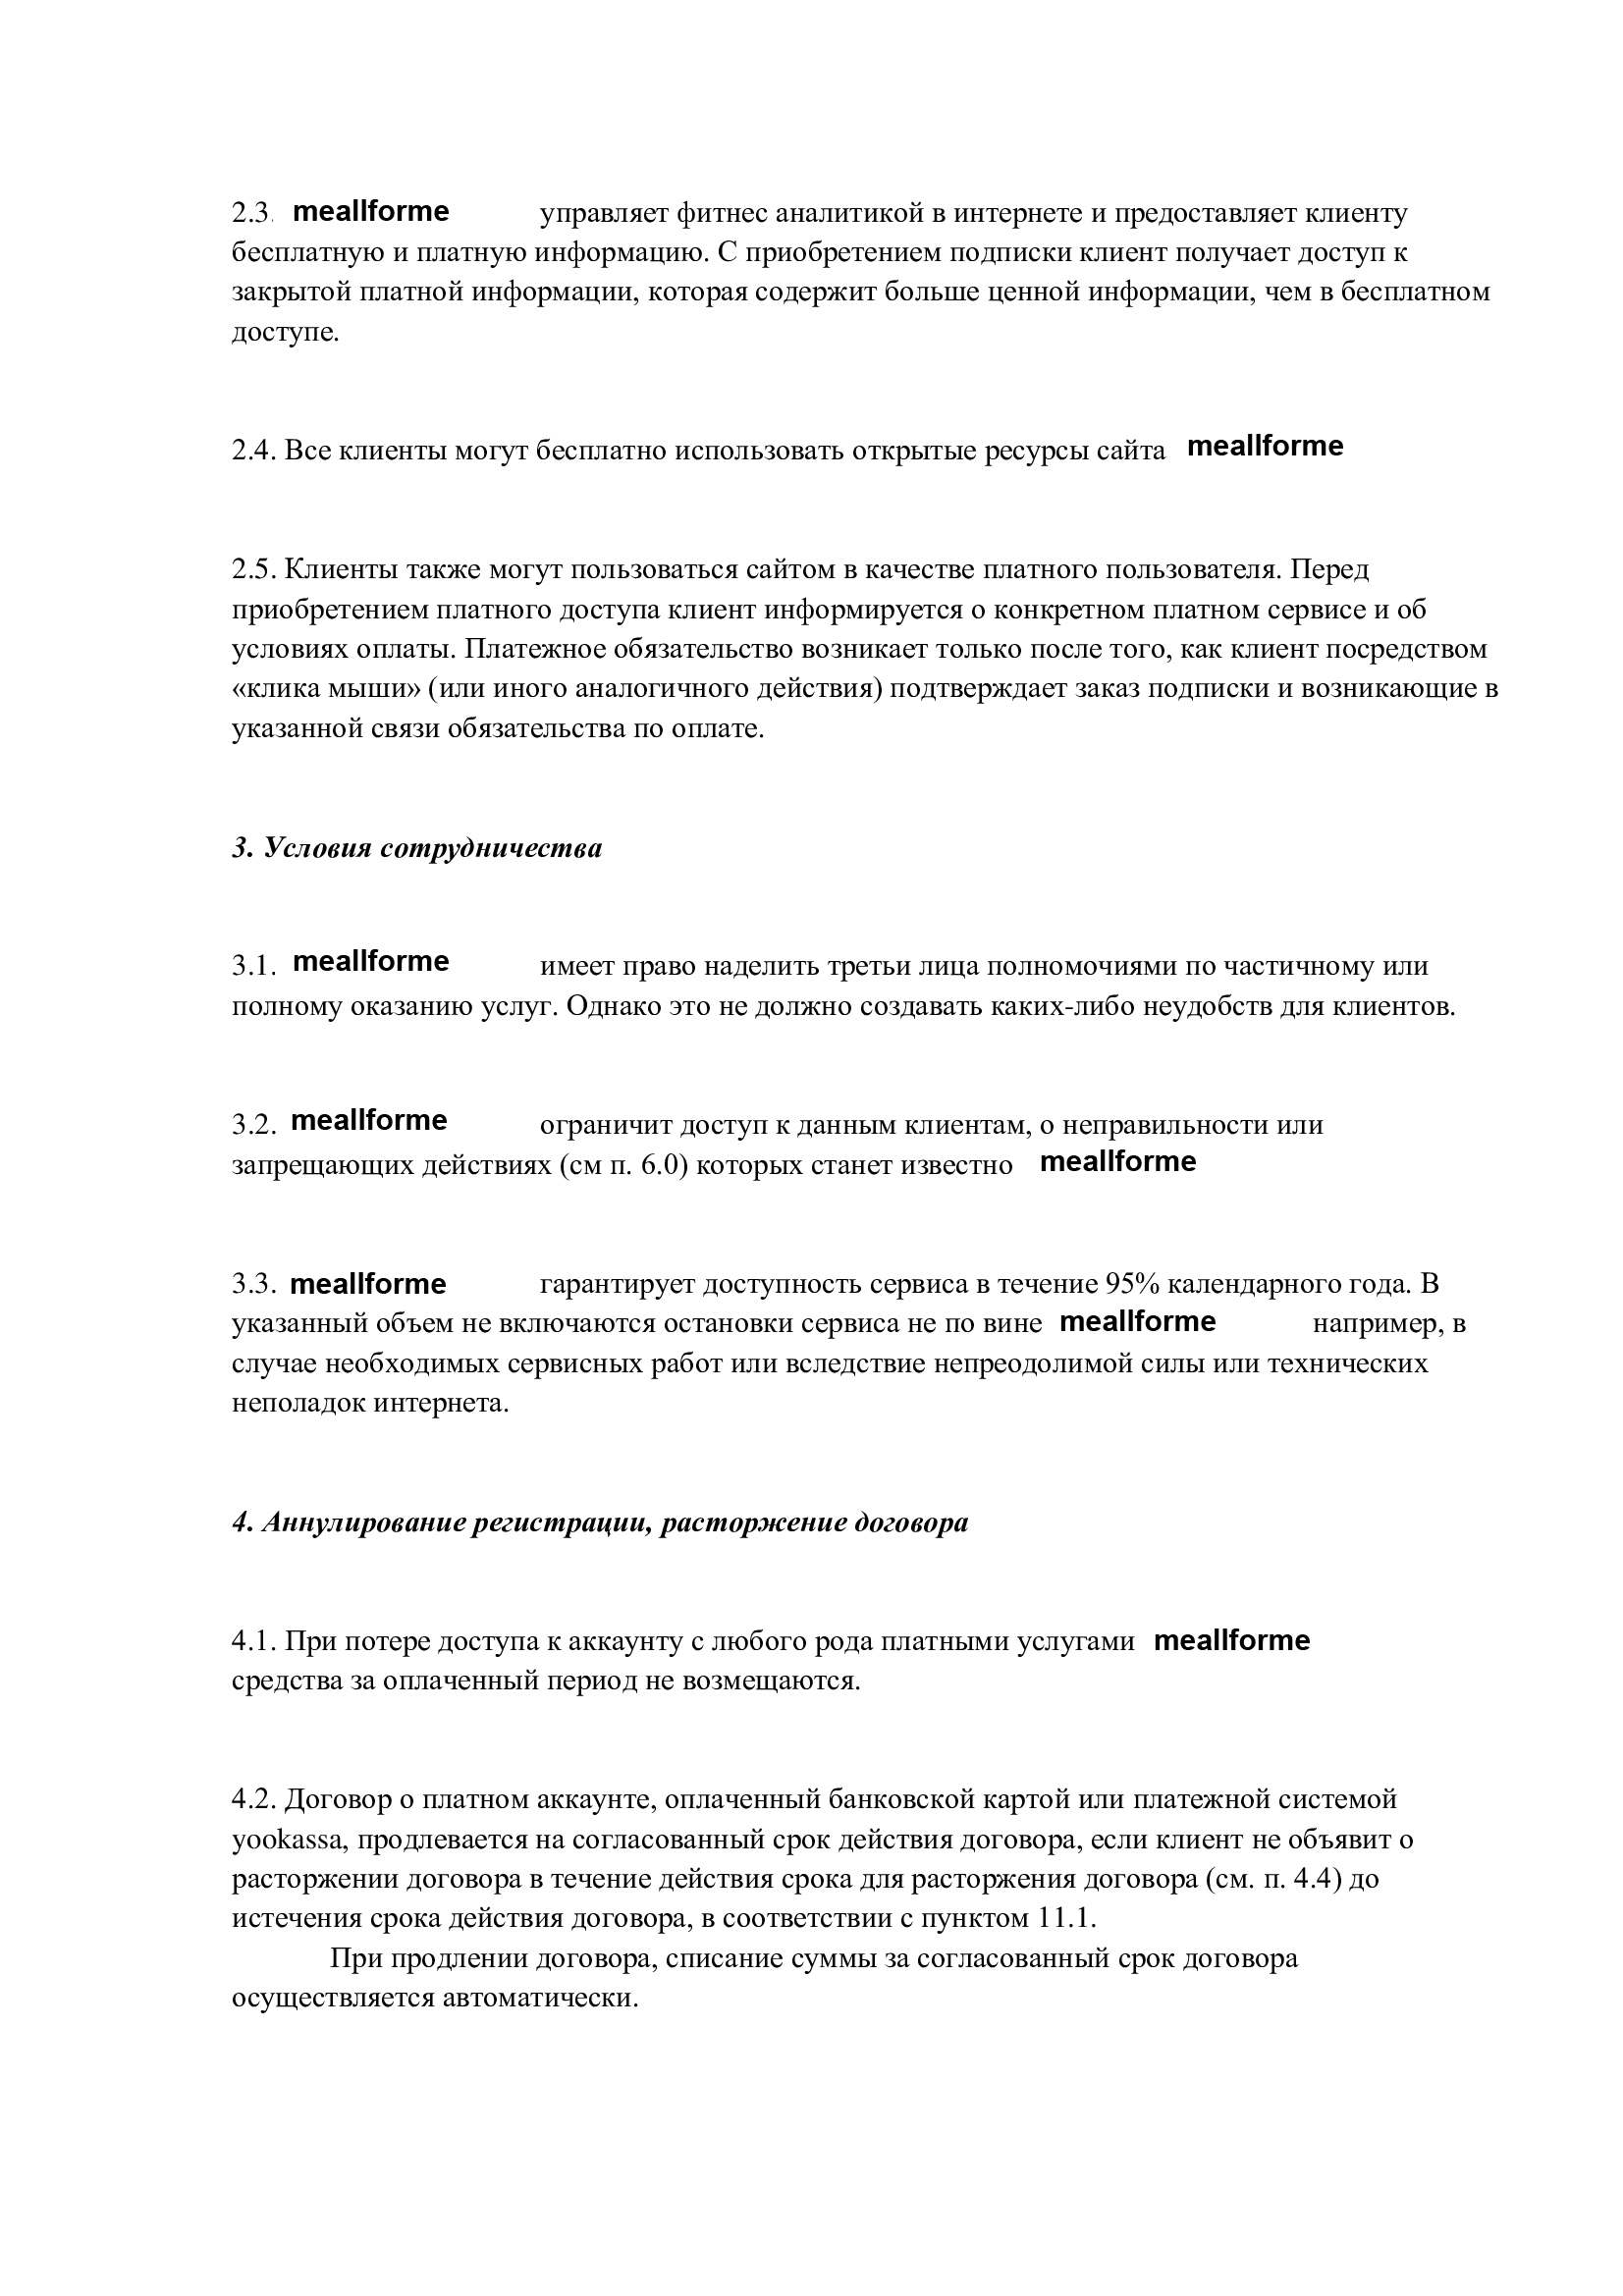 2.3. meallforme управляет фитнес аналитикой в интернете и предоставляет клиенту
бесплатную и платную информацию. С приобретением подписки клиент получает доступ к
закрытой платной информации, которая содержит больше ценной информации, чем в бесплатном
доступе.
2.4. Все клиенты могут бесплатно использовать открытые ресурсы сайта meallforme
2.5. Клиенты также могут пользоваться сайтом в качестве платного пользователя. Перед
приобретением платного доступа клиент информируется о конкретном платном сервисе и об
условиях оплаты. Платежное обязательство возникает только после того, как клиент посредством
«клика мыши» (или иного аналогичного действия) подтверждает заказ подписки и возникающие в
указанной связи обязательства по оплате.
3. Условия сотрудничества
3.1. meallforme имеет право наделить третьи лица полномочиями по частичному или
полному оказанию услуг. Однако это не должно создавать каких-либо неудобств для клиентов.
3.2. meallforme ограничит доступ к данным клиентам, о неправильности или
запрещающих действиях (см п. 6.0) которых станет известно meallforme
3.3. meallforme гарантирует доступность сервиса в течение 95% календарного года. В
указанный объем не включаются остановки сервиса не по вине meallforme например, в
случае необходимых сервисных работ или вследствие непреодолимой силы или технических
неполадок интернета.
4. Аннулирование регистрации, расторжение договора
4.1. При потере доступа к аккаунту с любого рода платными услугами meallforme
средства за оплаченный период не возмещаются.
4.2. Договор о платном аккаунте, оплаченный банковской картой или платежной системой
yookassa, продлевается на согласованный срок действия договора, если клиент не объявит о
расторжении договора в течение действия срока для расторжения договора (см. п. 4.4) до
истечения срока действия договора, в соответствии с пунктом 11.1.
При продлении договора, списание суммы за согласованный срок договора
осуществляется автоматически.